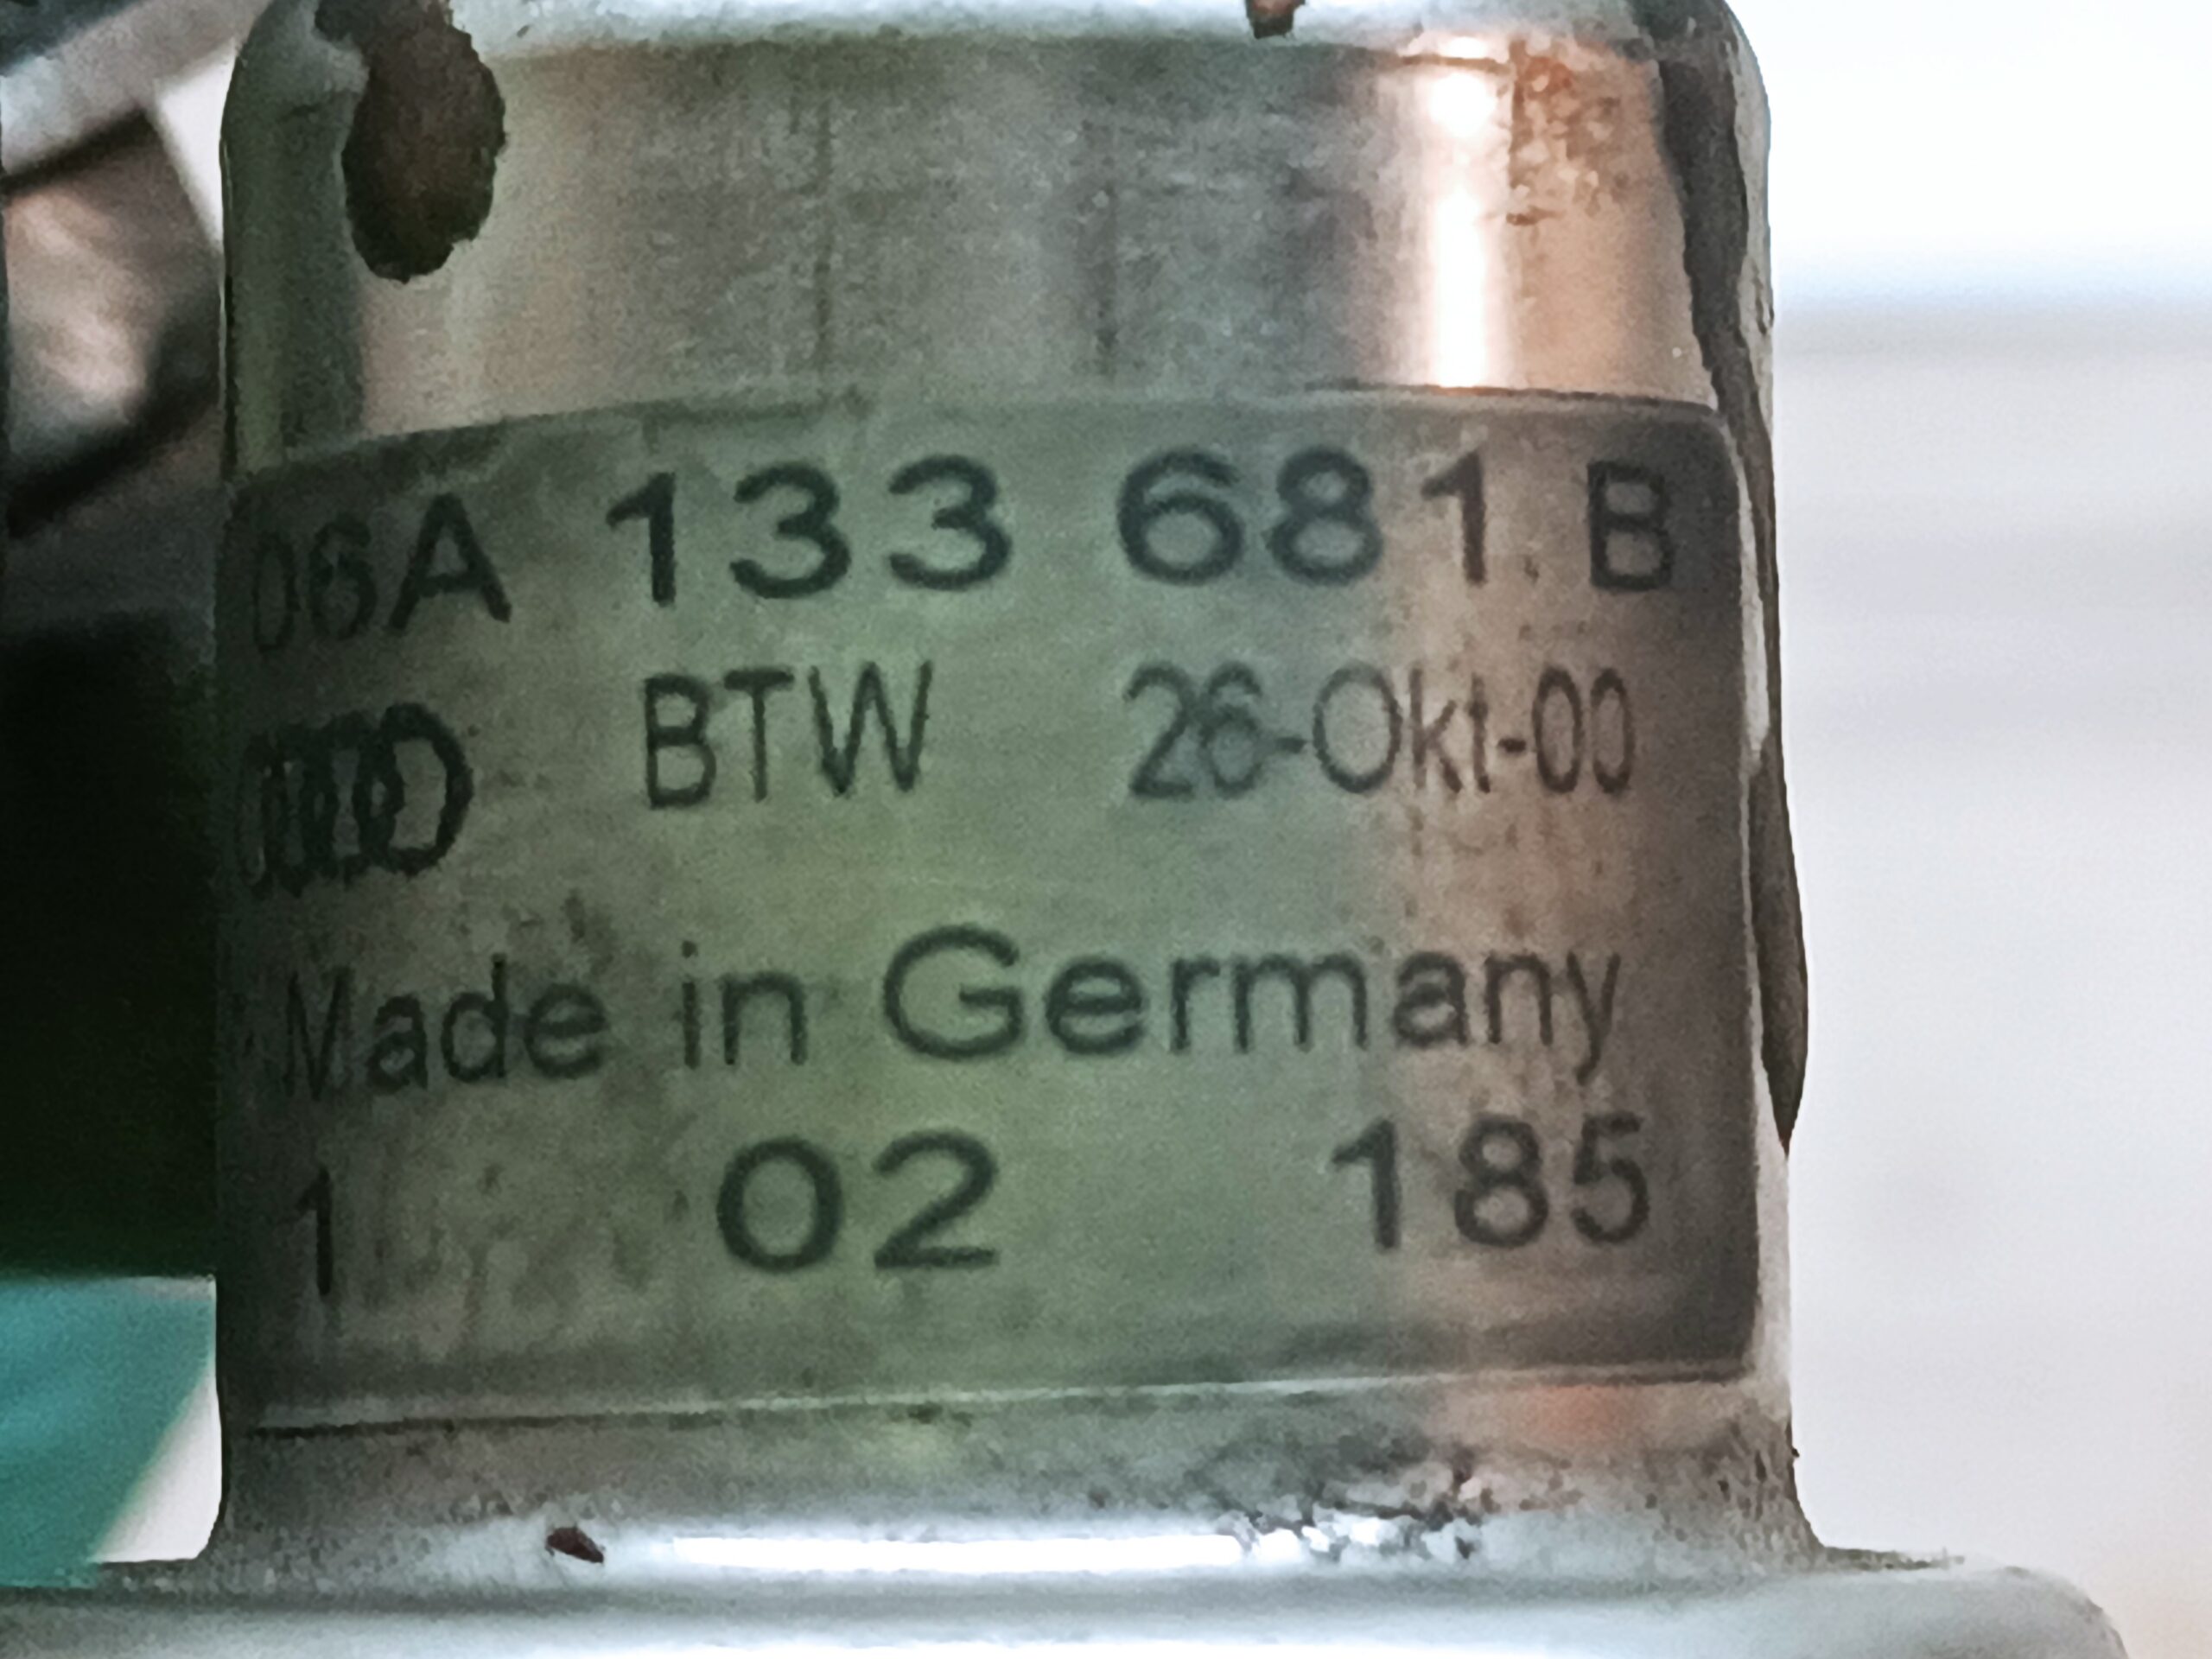 06A 133 681 B
BTW 26-Okt-00
Made in Germany
1 02 185